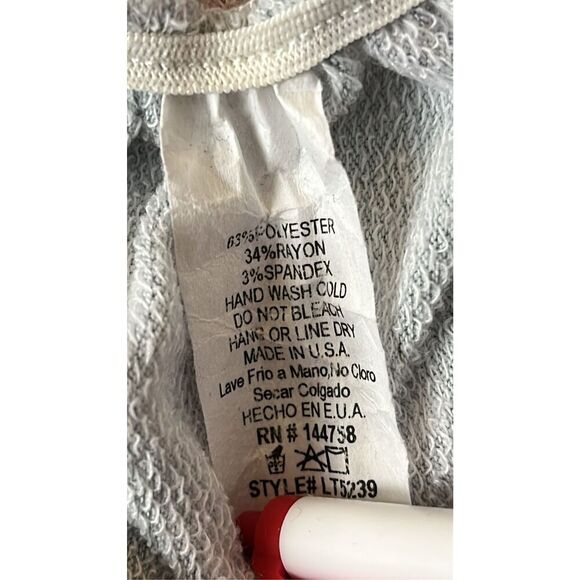 63% POLYESTER
34%RAYON
3%SPANDEX
HAND WASH COLD
DO NOT BLEACH
HANG OR LINE DRY
MADE IN U.S.A.
Lave Frio a Mano,No Cloro
Secar Colgado
HECHO EN E.U.A.
RN # 144758
STYLE# LT5239